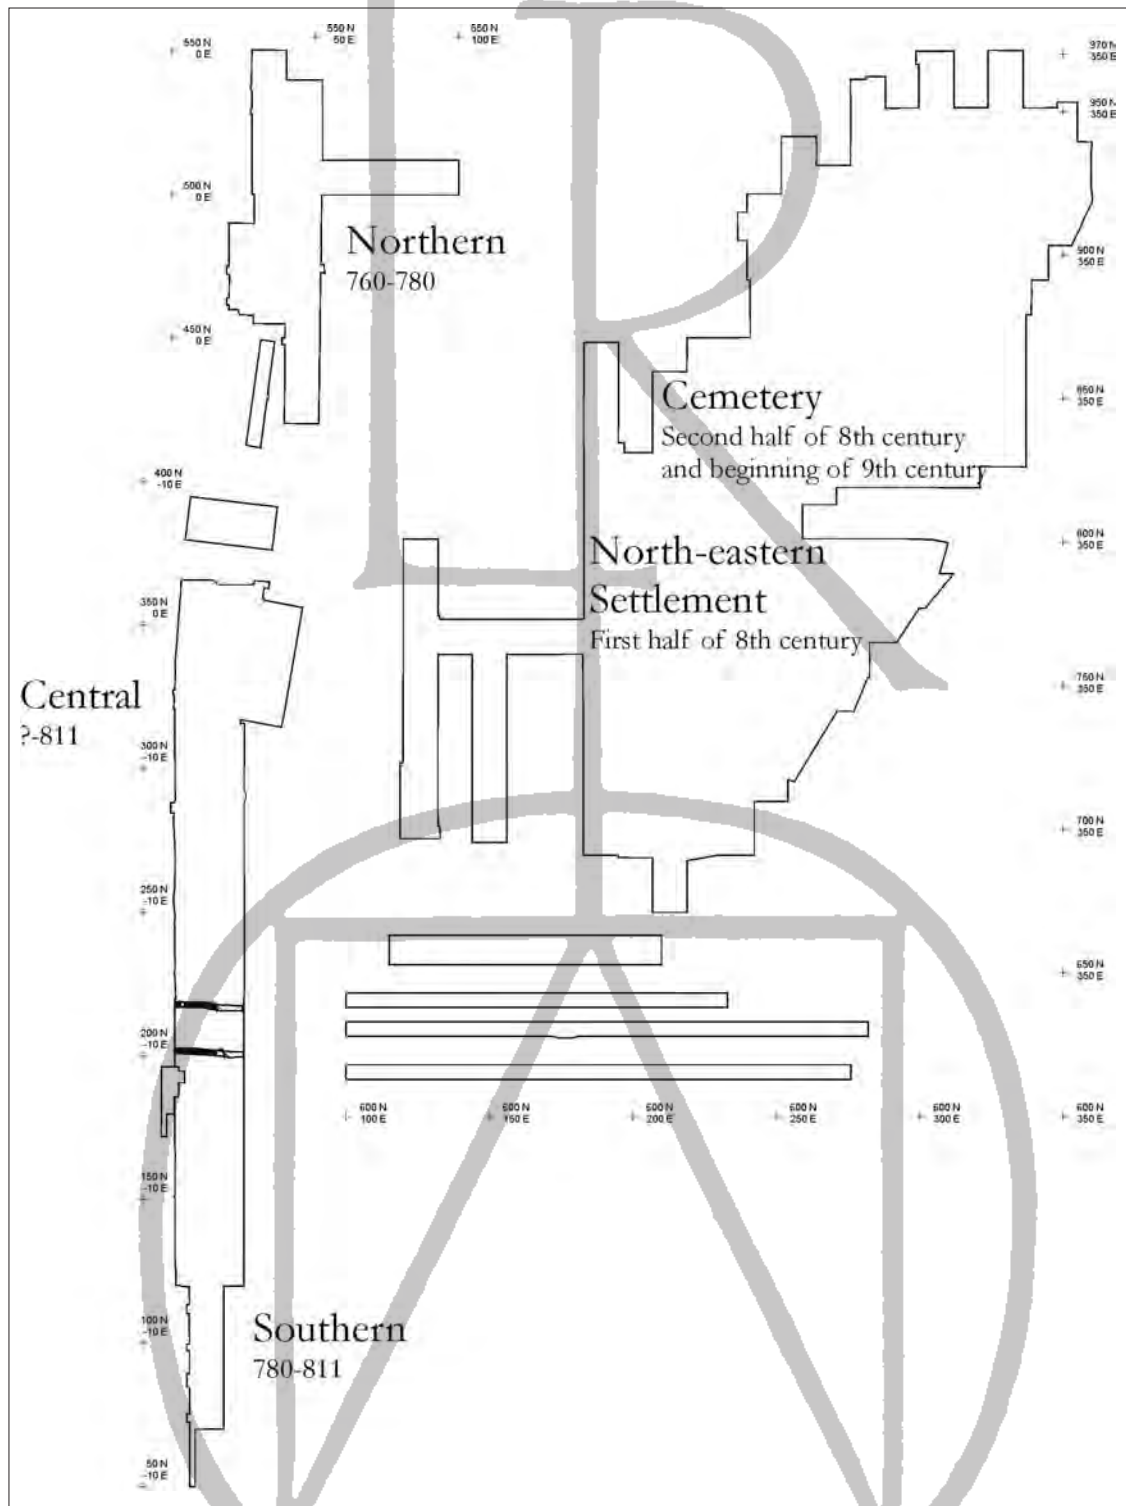 550 N
0 E
550 N
50 E
550 N
100 E
970 N
350 E
950 N
350 E
500 N
0 E
Northern
760-780
900 N
350 E
450 N
0 E
850 N
350 E
Cemetery
Second half of 8th century
and beginning of 9th century
400 N
-10 E
800 N
350 E
North-eastern
Settlement
First half of 8th century
350 N
0 E
750 N
350 E
Central
?-811
300 N
-10 E
700 N
350 E
250 N
-10 E
650 N
350 E
200 N
-10 E
600 N
100 E
600 N
150 E
600 N
200 E
600 N
250 E
600 N
300 E
600 N
350 E
150 N
-10 E
100 N
-10 E
Southern
780-811
50 N
-10 E